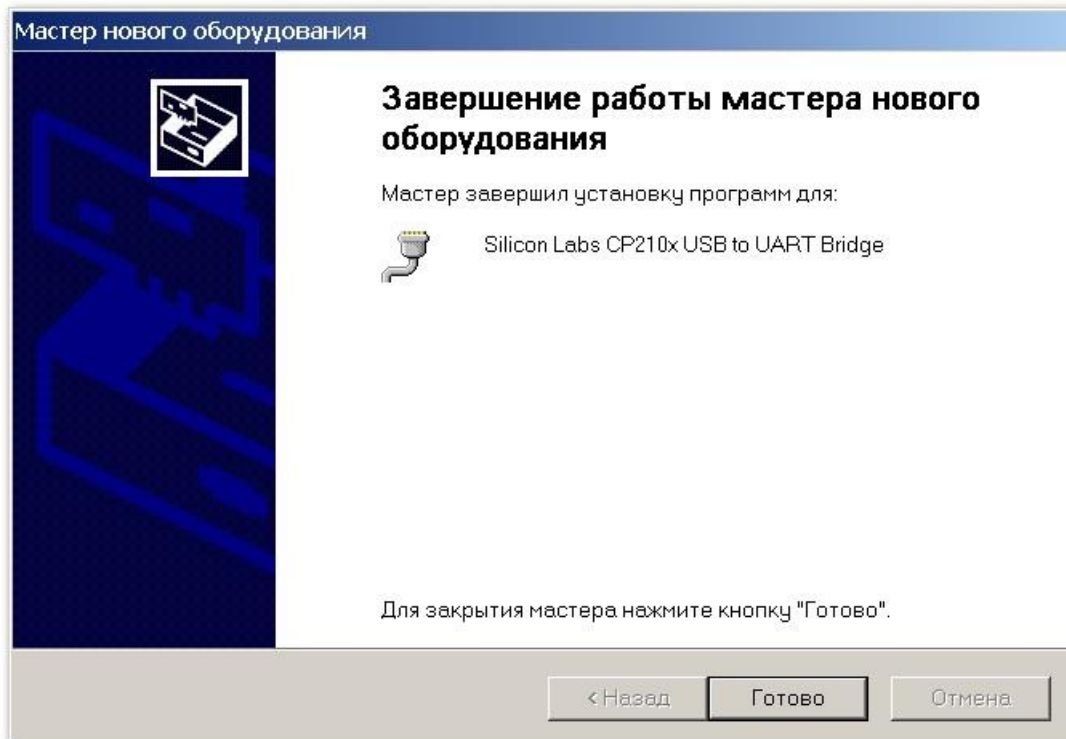 Мастер нового оборудования
Завершение работы мастера нового
оборудования
Мастер завершил установку программ для:
Silicon Labs CP210x USB to UART Bridge
Для закрытия мастера нажмите кнопку "Готово".
< Назад
Готово
Отмена